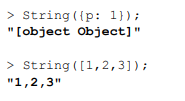 > String({p: 1});
"[object Object]"
> String([1,2,3]);
"1,2,3"